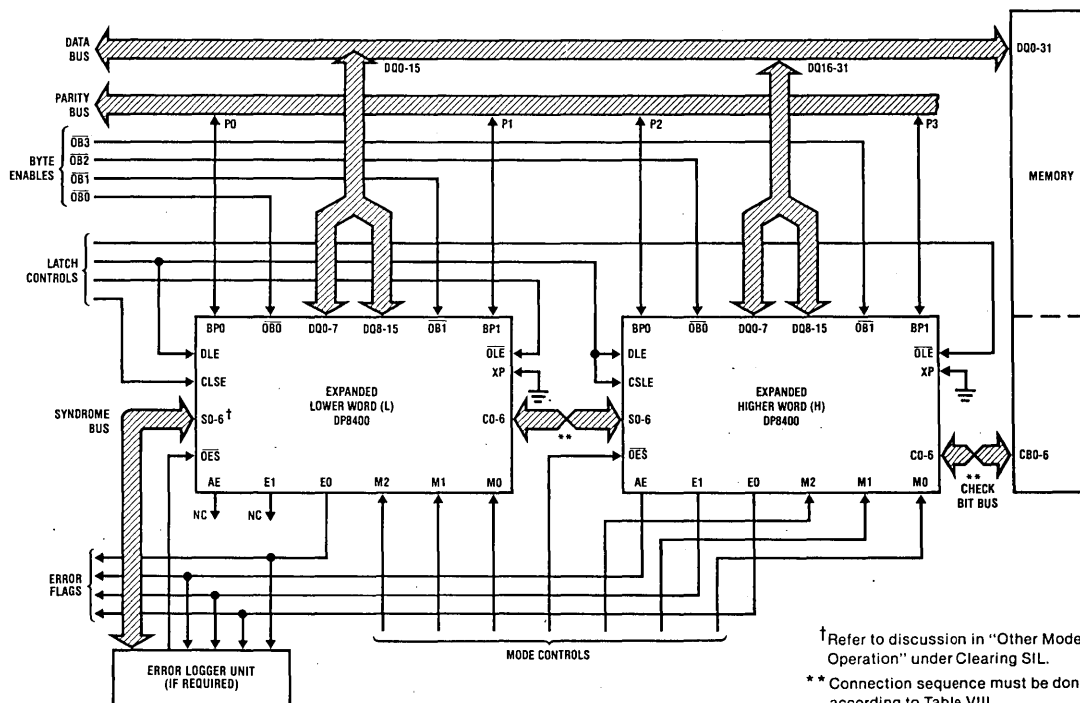 DATA
BUS
DQ0-31
DQ0-15
DQ16-31
PARITY
BUS
P0
P1
P2
P3
BYTE
ENABLES
OB3
OB2
OB1
OB0
MEMORY
LATCH
CONTROLS
BP0
OB0
DQ0-7
DQ8-15
OB1
BP1
BP0
OB0
DQ0-7
DQ8-15
OB1
BP1
DLE
OLE
DLE
OLE
CLSE
XP
CSLE
XP
EXPANDED
LOWER WORD (L)
DP8400
EXPANDED
HIGHER WORD (H)
DP8400
SYNDROME
BUS
S0-6†
C0-6
**
S0-6
OES
OES
C0-6
CB0-6
**
CHECK
BIT BUS
AE
E1
E0
M2
M1
M0
AE
E1
E0
M2
M1
M0
NC
NC
ERROR
FLAGS
MODE CONTROLS
ERROR LOGGER UNIT
(IF REQUIRED)
†Refer to discussion in "Other Mode
Operation" under Clearing SIL.
**Connection sequence must be don
according to Table VIII